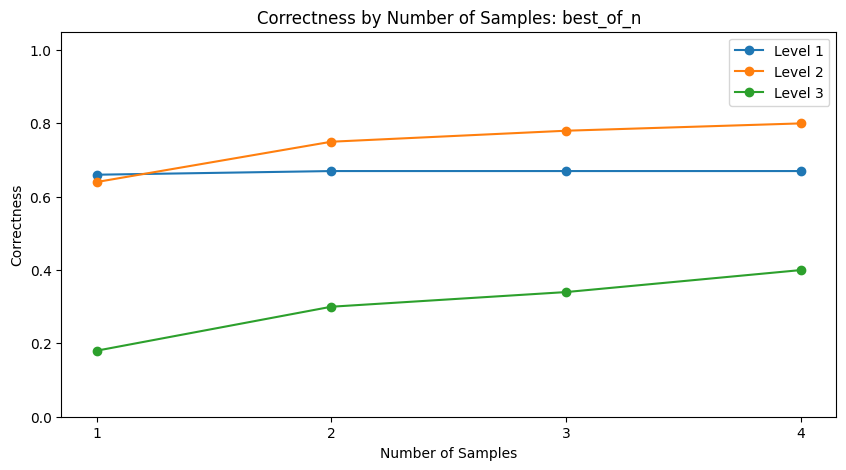 Correctness by Number of Samples: best_of_n
Level 1
Level 2
Level 3
1.0
0.8
0.6
0.4
0.2
0.0
Correctness
1 2 3 4
Number of Samples